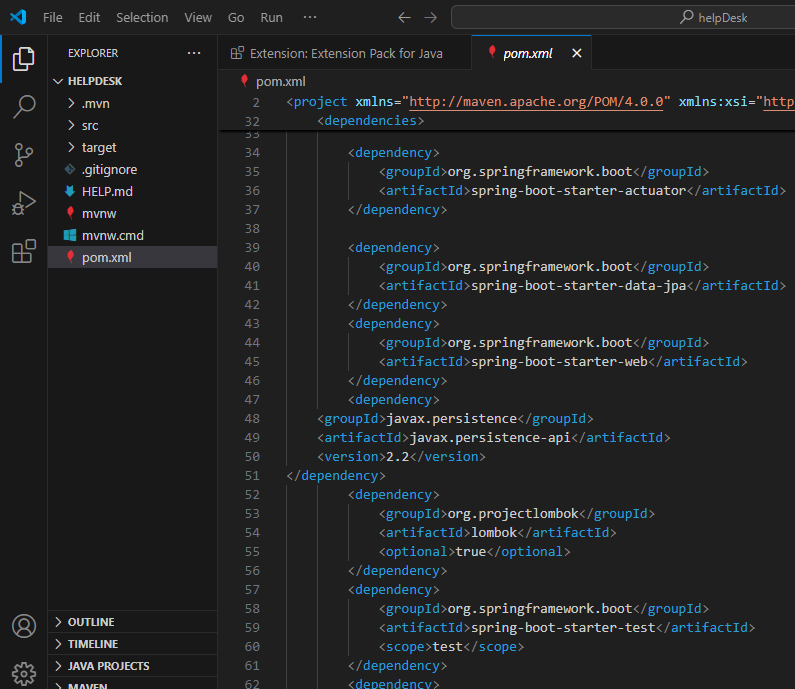 File Edit Selection View Go Run ··· ← → helpDesk
EXPLORER ···
HELPDESK
.mvn
src
target
.gitignore
HELP.md
mvnw
mvnw.cmd
pom.xml
OUTLINE
TIMELINE
JAVA PROJECTS
MAVEN
Extension: Extension Pack for Java pom.xml ×
pom.xml
2 <project xmlns="http://maven.apache.org/POM/4.0.0" xmlns:xsi="http
32 <dependencies>
33
34 <dependency>
35 <groupId>org.springframework.boot</groupId>
36 <artifactId>spring-boot-starter-actuator</artifactId>
37 </dependency>
38
39 <dependency>
40 <groupId>org.springframework.boot</groupId>
41 <artifactId>spring-boot-starter-data-jpa</artifactId>
42 </dependency>
43 <dependency>
44 <groupId>org.springframework.boot</groupId>
45 <artifactId>spring-boot-starter-web</artifactId>
46 </dependency>
47 <dependency>
48 <groupId>javax.persistence</groupId>
49 <artifactId>javax.persistence-api</artifactId>
50 <version>2.2</version>
51 </dependency>
52 <dependency>
53 <groupId>org.projectlombok</groupId>
54 <artifactId>lombok</artifactId>
55 <optional>true</optional>
56 </dependency>
57 <dependency>
58 <groupId>org.springframework.boot</groupId>
59 <artifactId>spring-boot-starter-test</artifactId>
60 <scope>test</scope>
61 </dependency>
62 <dependency>